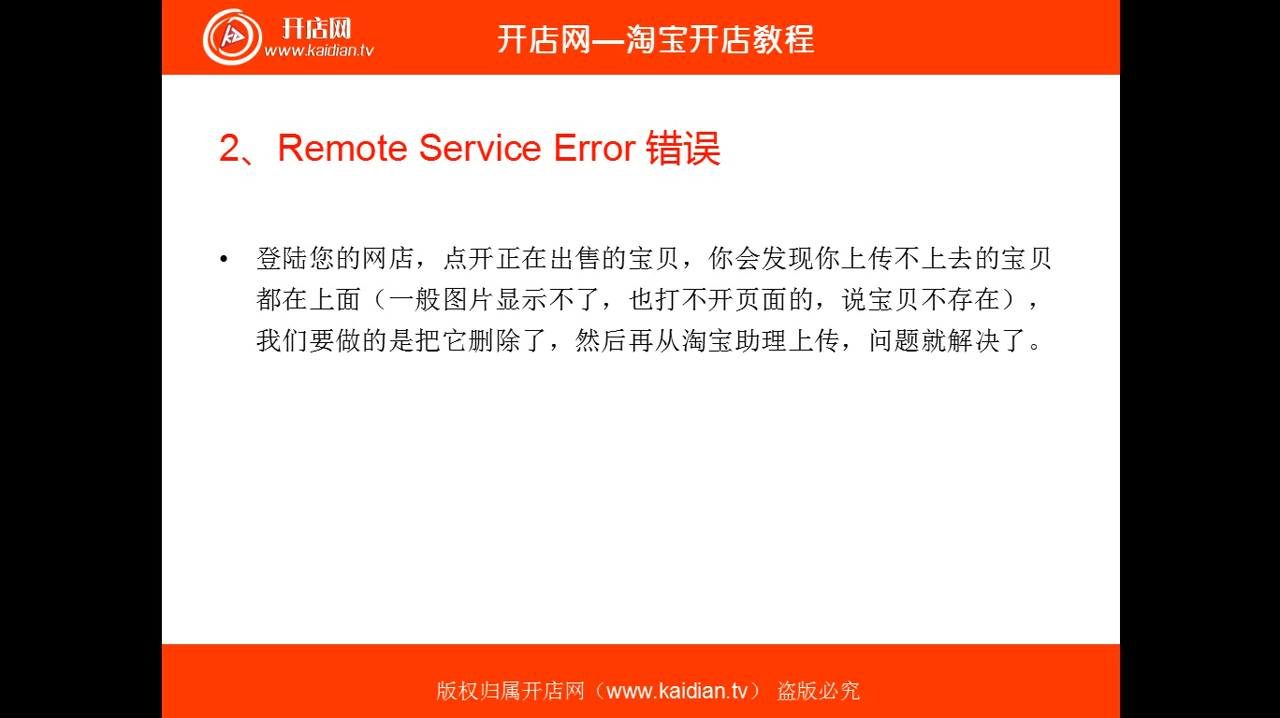 开店网
www.kaidian.tv
开店网—淘宝开店教程
2、Remote Service Error 错误
• 登陆您的网店，点开正在出售的宝贝，你会发现你上传不上去的宝贝
都在上面（一般图片显示不了，也打不开页面的，说宝贝不存在），
我们要做的是把它删除了，然后再从淘宝助理上传，问题就解决了。
版权归属开店网（www.kaidian.tv） 盗版必究